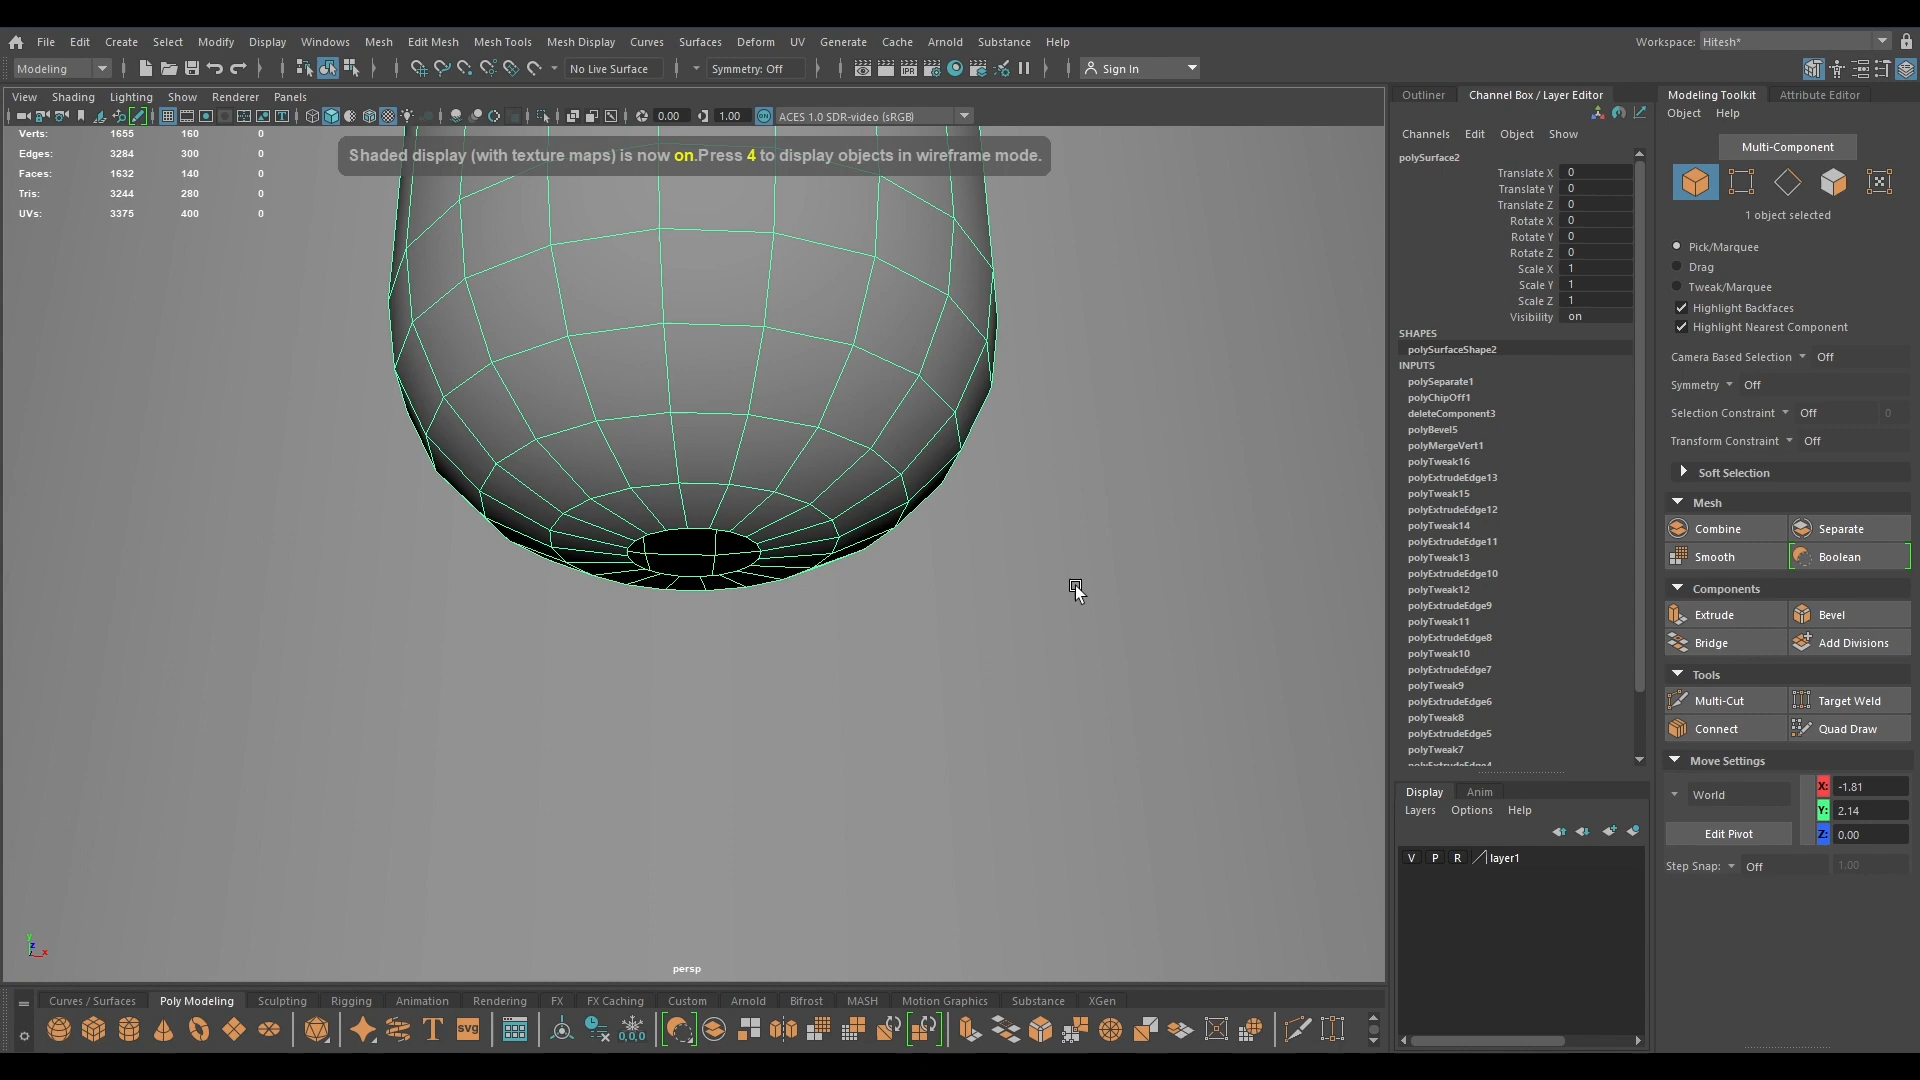 File Edit Create Select Modify Display Windows Mesh Edit Mesh Mesh Tools Mesh Display Curves Surfaces Deform UV Generate Cache Arnold Substance Help
Workspace: Hitesh*
Modeling No Live Surface Symmetry: Off Sign In
View Shading Lighting Show Renderer Panels
0.00 1.00 ACES 1.0 SDR-video (sRGB)
Verts: 1655 160 0
Edges: 3284 300 0
Faces: 1632 140 0
Tris: 3244 280 0
UVs: 3375 400 0
Shaded display (with texture maps) is now on.Press 4 to display objects in wireframe mode.
persp
y
z
x
Outliner Channel Box / Layer Editor
Channels Edit Object Show
polySurface2
Translate X 0
Translate Y 0
Translate Z 0
Rotate X 0
Rotate Y 0
Rotate Z 0
Scale X 1
Scale Y 1
Scale Z 1
Visibility on
SHAPES
polySurfaceShape2
INPUTS
polySeparate1
polyChipOff1
deleteComponent3
polyBevel5
polyMergeVert1
polyTweak16
polyExtrudeEdge13
polyTweak15
polyExtrudeEdge12
polyTweak14
polyExtrudeEdge11
polyTweak13
polyExtrudeEdge10
polyTweak12
polyExtrudeEdge9
polyTweak11
polyExtrudeEdge8
polyTweak10
polyExtrudeEdge7
polyTweak9
polyExtrudeEdge6
polyTweak8
polyExtrudeEdge5
polyTweak7
polyExtrudeEdge4
Display Anim
Layers Options Help
V P R layer1
Modeling Toolkit Attribute Editor
Object Help
Multi-Component
1 object selected
Pick/Marquee
Drag
Tweak/Marquee
Highlight Backfaces
Highlight Nearest Component
Camera Based Selection Off
Symmetry Off
Selection Constraint Off 0
Transform Constraint Off
Soft Selection
Mesh
Combine Separate
Smooth Boolean
Components
Extrude Bevel
Bridge Add Divisions
Tools
Multi-Cut Target Weld
Connect Quad Draw
Move Settings
World
X: -1.81
Y: 2.14
Edit Pivot
Z: 0.00
Step Snap: Off 1.00
Curves / Surfaces Poly Modeling Sculpting Rigging Animation Rendering FX FX Caching Custom Arnold Bifrost MASH Motion Graphics Substance XGen
T SVG 0,0,0